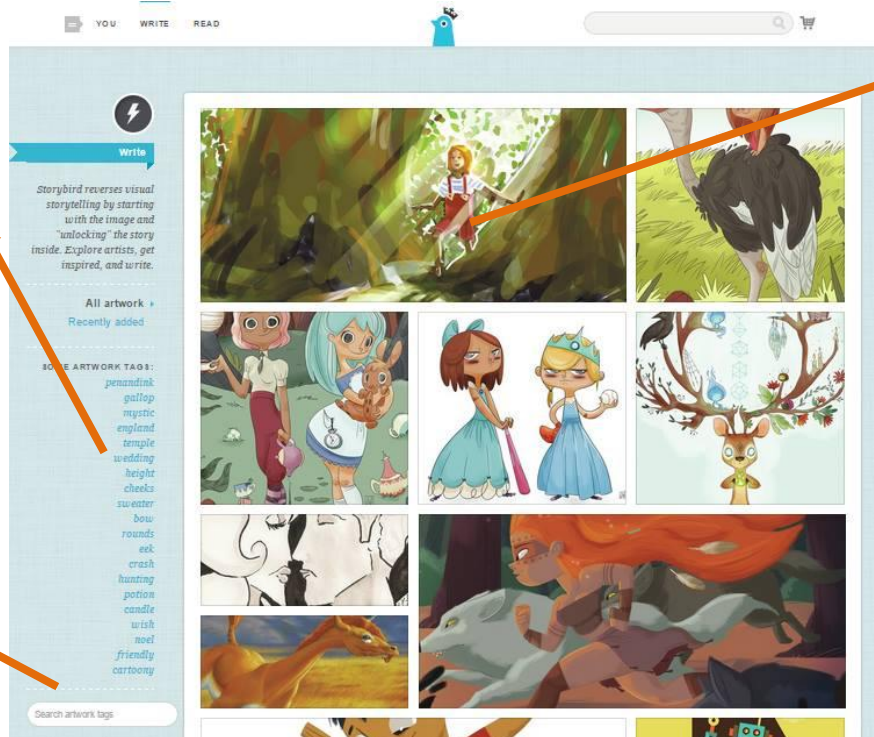 YOU WRITE READ
Write
Storybird reverses visual
storytelling by starting
with the image and
"unlocking" the story
inside. Explore artists, get
inspired, and write.
All artwork
Recently added
SOME ARTWORK TAGS:
penandink
gallop
mystic
england
temple
wedding
height
cheeks
sweater
bow
rounds
eek
crash
hunting
potion
candle
wish
noel
friendly
cartoony
Search artwork tags